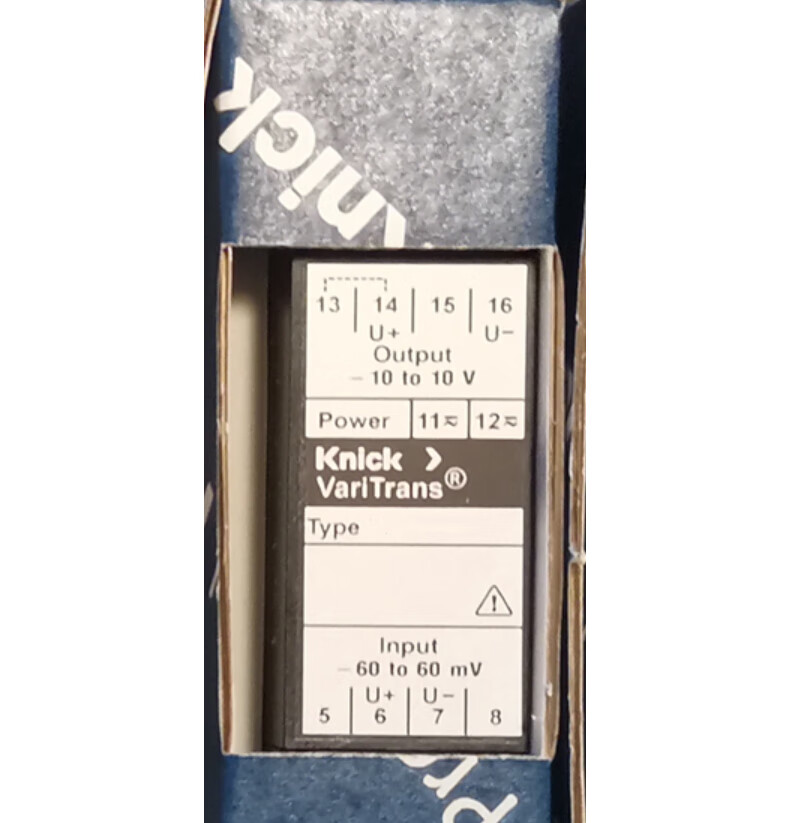 Knick
13 14 15 16
U+ U−
Output
− 10 to 10 V
Power 11≂ 12≂
Knick >
VariTrans®
Type
Input
− 60 to 60 mV
U+ U−
5 6 7 8